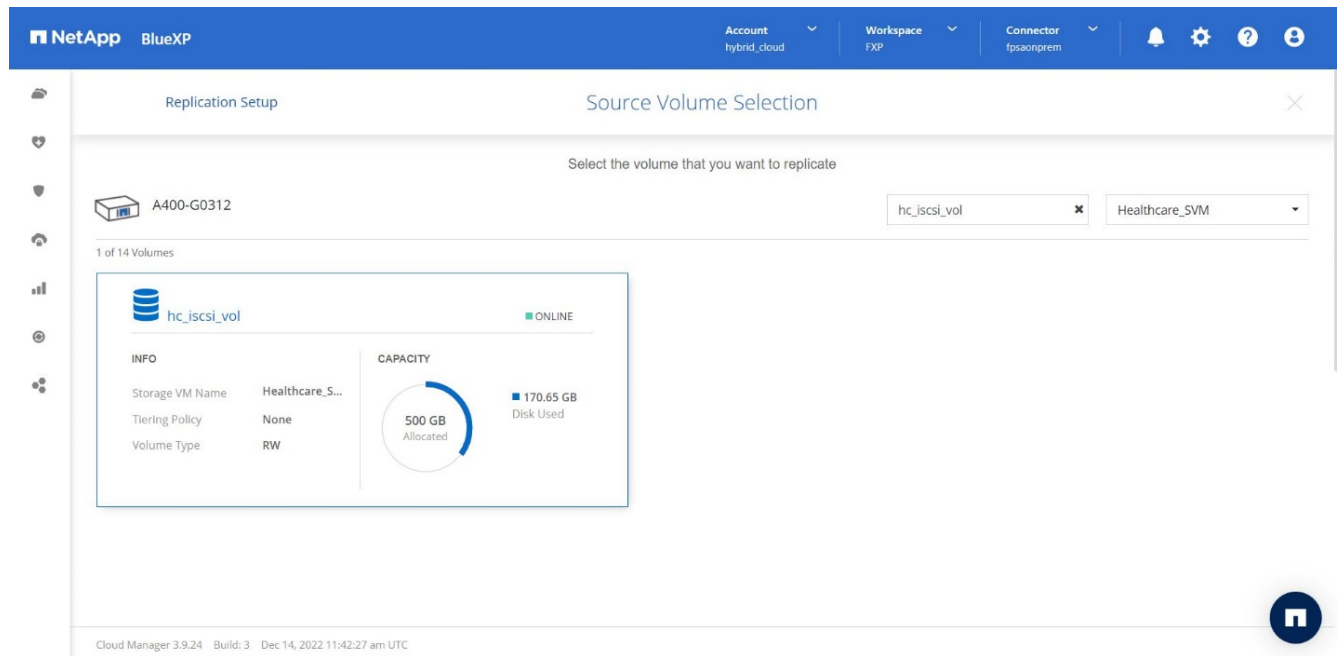 NetApp BlueXP
Account
hybrid_cloud
Workspace
FXP
Connector
fpsaonprem
Replication Setup
Source Volume Selection
Select the volume that you want to replicate
A400-G0312
hc_iscsi_vol
Healthcare_SVM
1 of 14 Volumes
hc_iscsi_vol
ONLINE
INFO
Storage VM Name Healthcare_S...
Tiering Policy None
Volume Type RW
CAPACITY
500 GB
Allocated
170.65 GB
Disk Used
Cloud Manager 3.9.24 Build: 3 Dec 14, 2022 11:42:27 am UTC